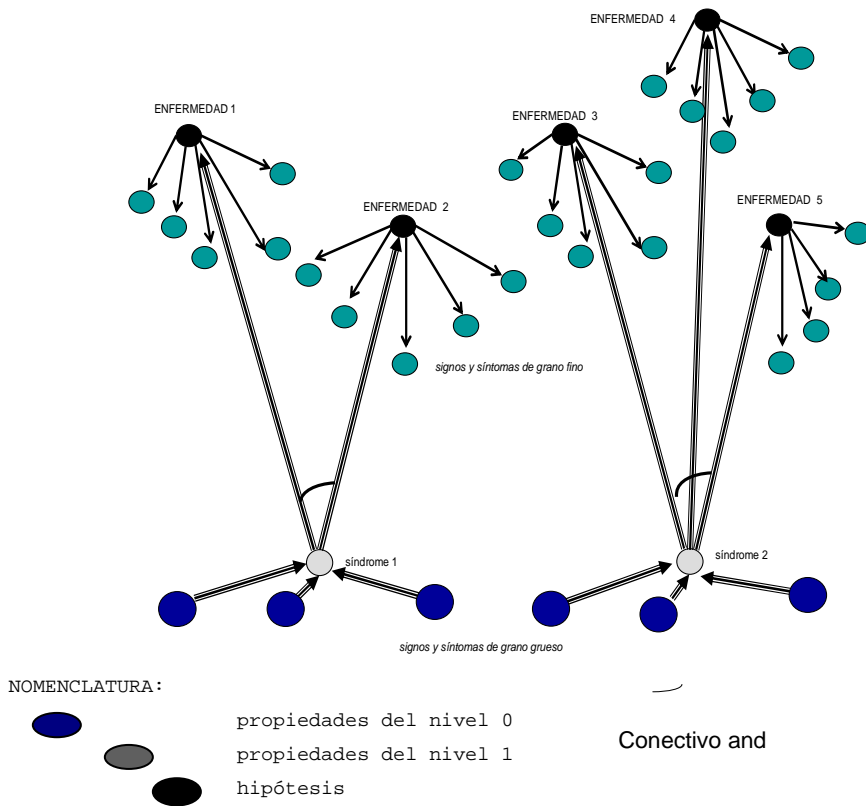 ENFERMEDAD 4
ENFERMEDAD 1
ENFERMEDAD 3
ENFERMEDAD 2
ENFERMEDAD 5
signos y síntomas de grano fino
síndrome 1
síndrome 2
signos y síntomas de grano grueso
NOMENCLATURA:
propiedades del nivel 0
propiedades del nivel 1
hipótesis
Conectivo and